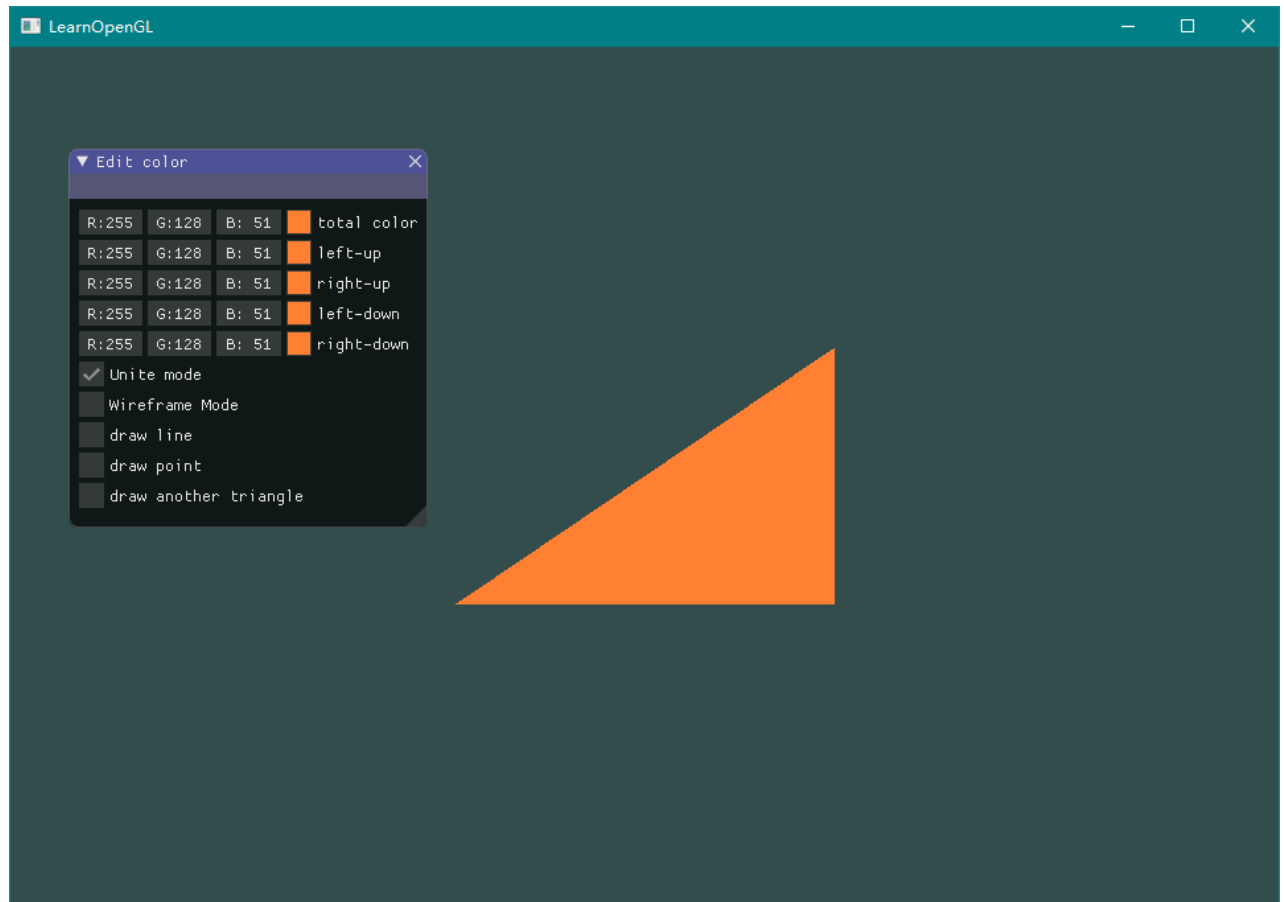 LearnOpenGL
Edit color
R:255 G:128 B: 51 total color
R:255 G:128 B: 51 left-up
R:255 G:128 B: 51 right-up
R:255 G:128 B: 51 left-down
R:255 G:128 B: 51 right-down
Unite mode
Wireframe Mode
draw line
draw point
draw another triangle